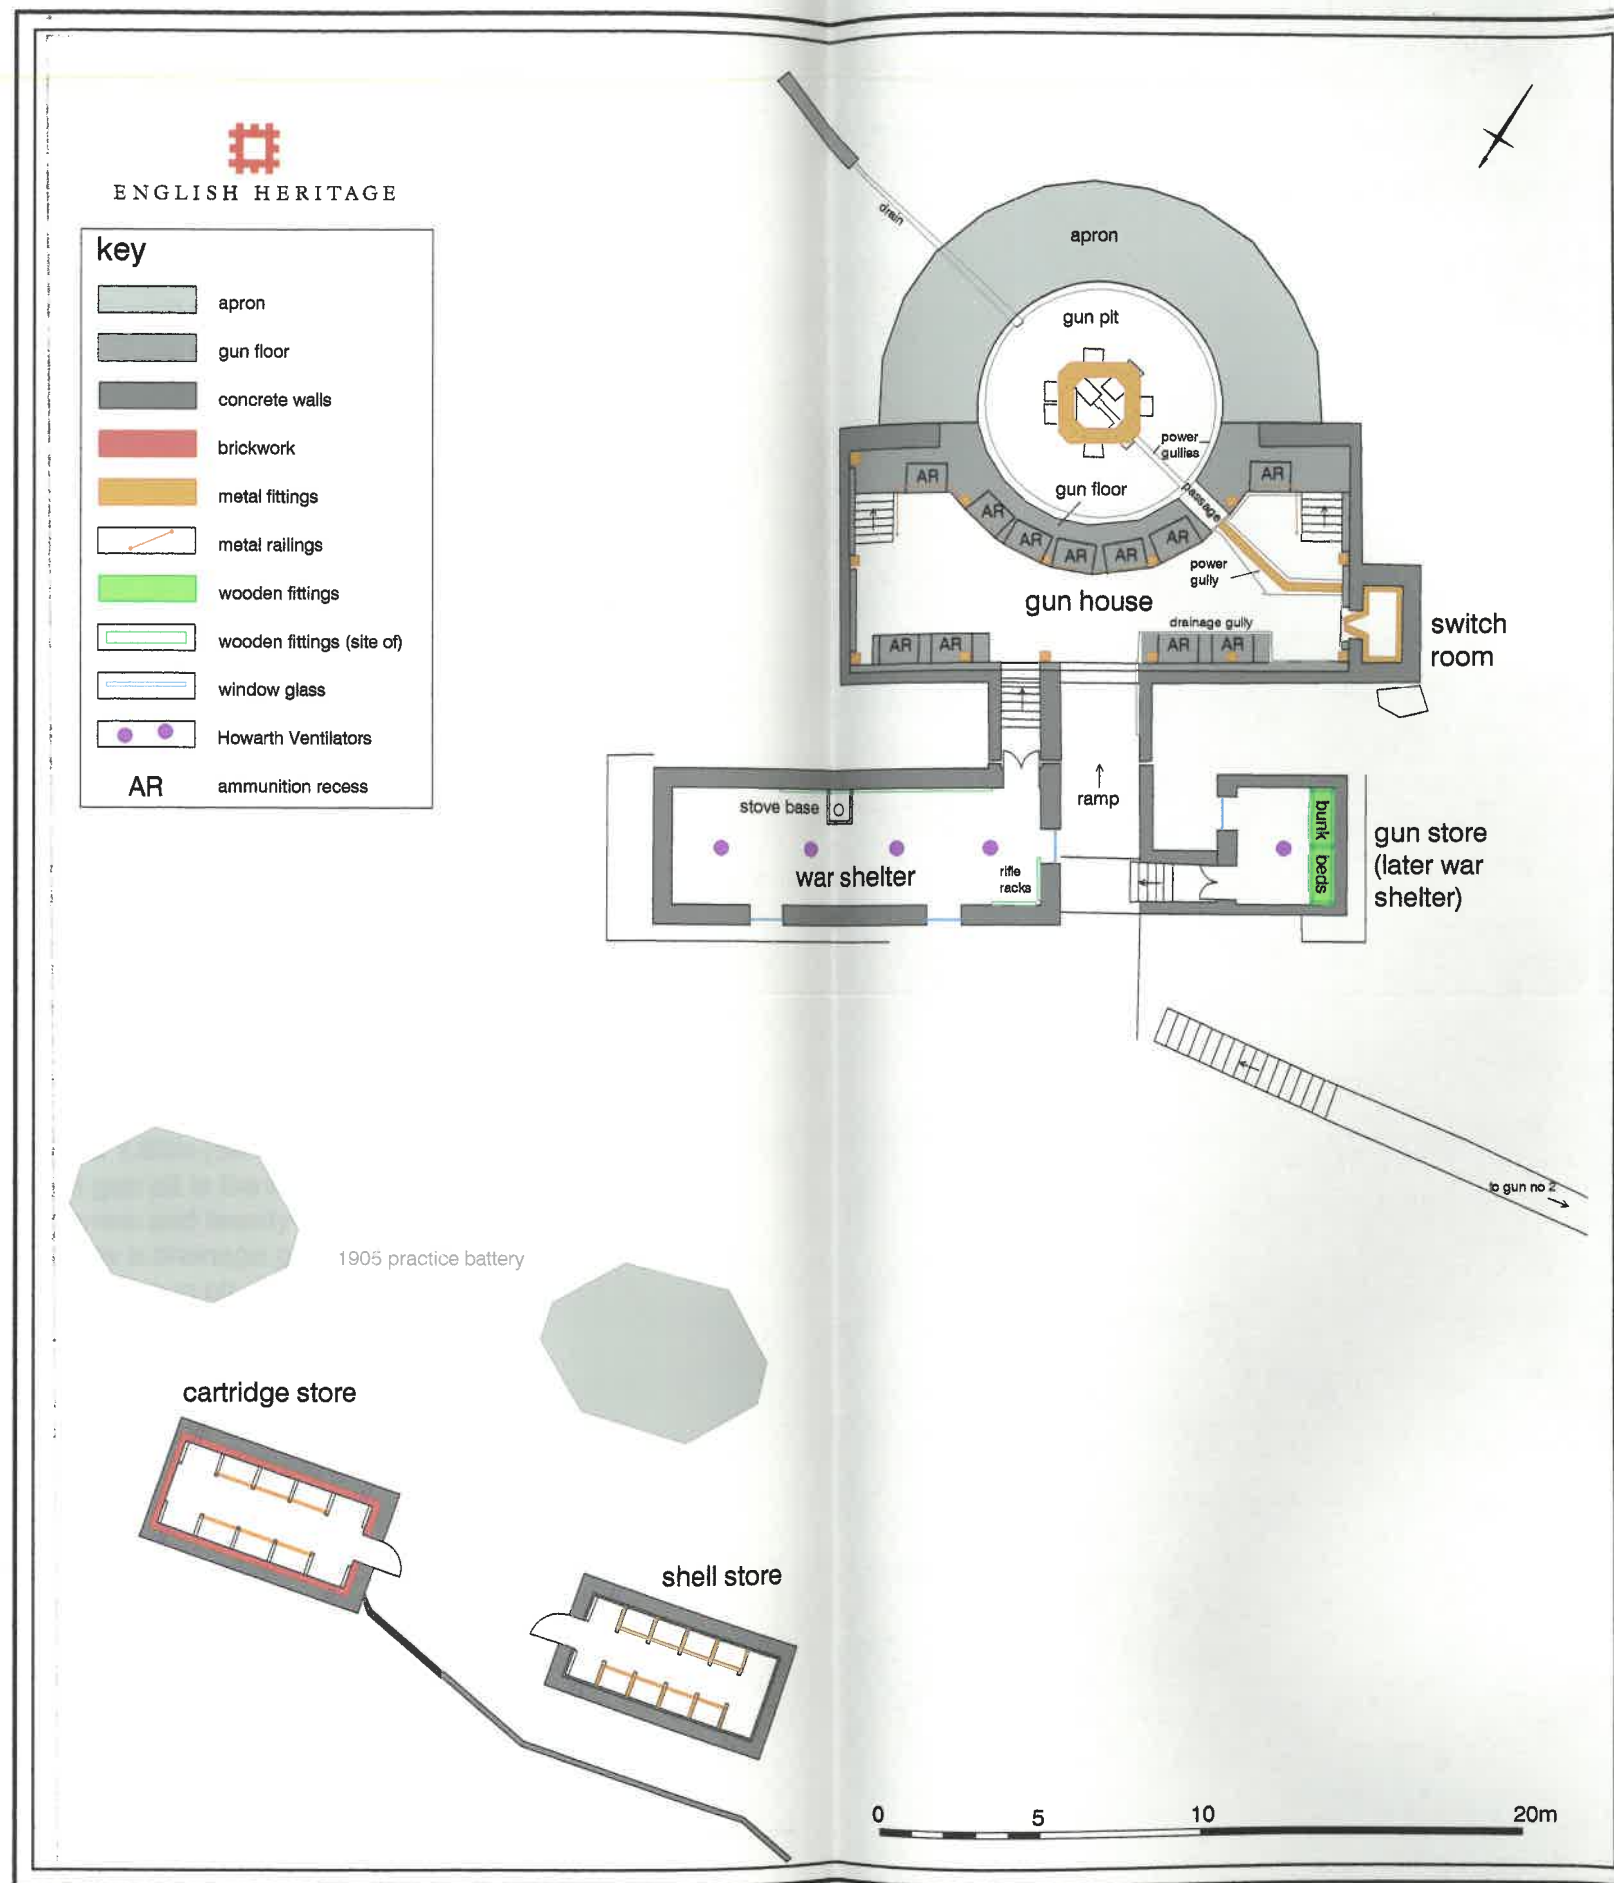 ENGLISH HERITAGE
key
apron
gun floor
concrete walls
brickwork
metal fittings
metal railings
wooden fittings
wooden fittings (site of)
window glass
Howarth Ventilators
AR
ammunition recess
drain
apron
gun pit
power
gullies
gun floor
passage
AR
AR
AR
AR
AR
AR
AR
AR
power
gully
gun house
drainage gully
AR
AR
AR
AR
switch
room
ramp
stove base
war shelter
rifle
racks
bunk beds
gun store
(later war
shelter)
to gun no 2
1905 practice battery
cartridge store
shell store
0
5
10
20m